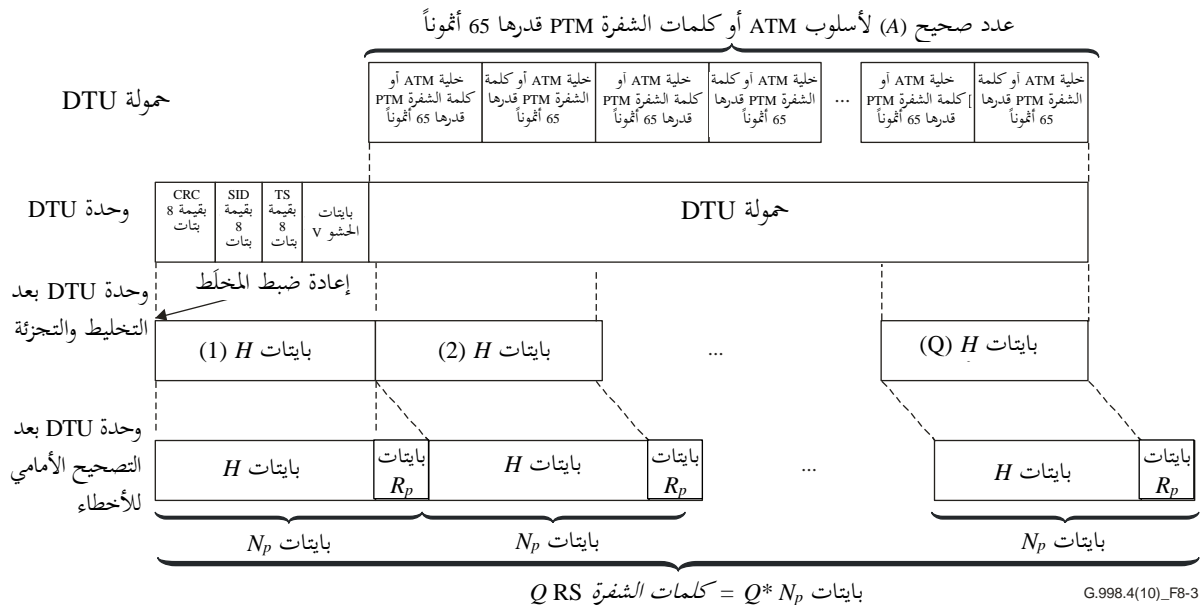 عدد صحيح (A) لأسلوب ATM أو كلمات الشفرة PTM قدرها 65 أثموناً
حمولة DTU
خلية ATM أو
كلمة الشفرة PTM
قدرها 65 أثموناً
خلية ATM أو كلمة
الشفرة PTM قدرها
65 أثموناً
خلية ATM أو
كلمة الشفرة PTM
قدرها 65 أثموناً
خلية ATM أو كلمة
الشفرة PTM قدرها
65 أثموناً
...
خلية ATM أو
[كلمة الشفرة PTM
قدرها 65 أثموناً
خلية ATM أو كلمة
الشفرة PTM قدرها
65 أثموناً
وحدة DTU
CRC
بقيمة 8
بتات
SID
بقيمة
8
بتات
TS
بقيمة
8
بتات
بايتات
الحشو V
حمولة DTU
إعادة ضبط المخلَط
وحدة DTU بعد
التخليط والتجزئة
بايتات H (1)
بايتات H (2)
...
بايتات H (Q)
وحدة DTU بعد
التصحيح الأمامي
للأخطاء
بايتات H
بايتات
Rp
بايتات H
بايتات
Rp
...
بايتات H
بايتات
Rp
بايتات Np
بايتات Np
بايتات Np
بايتات Q* Np = كلمات الشفرة Q RS
G.998.4(10)_F8-3